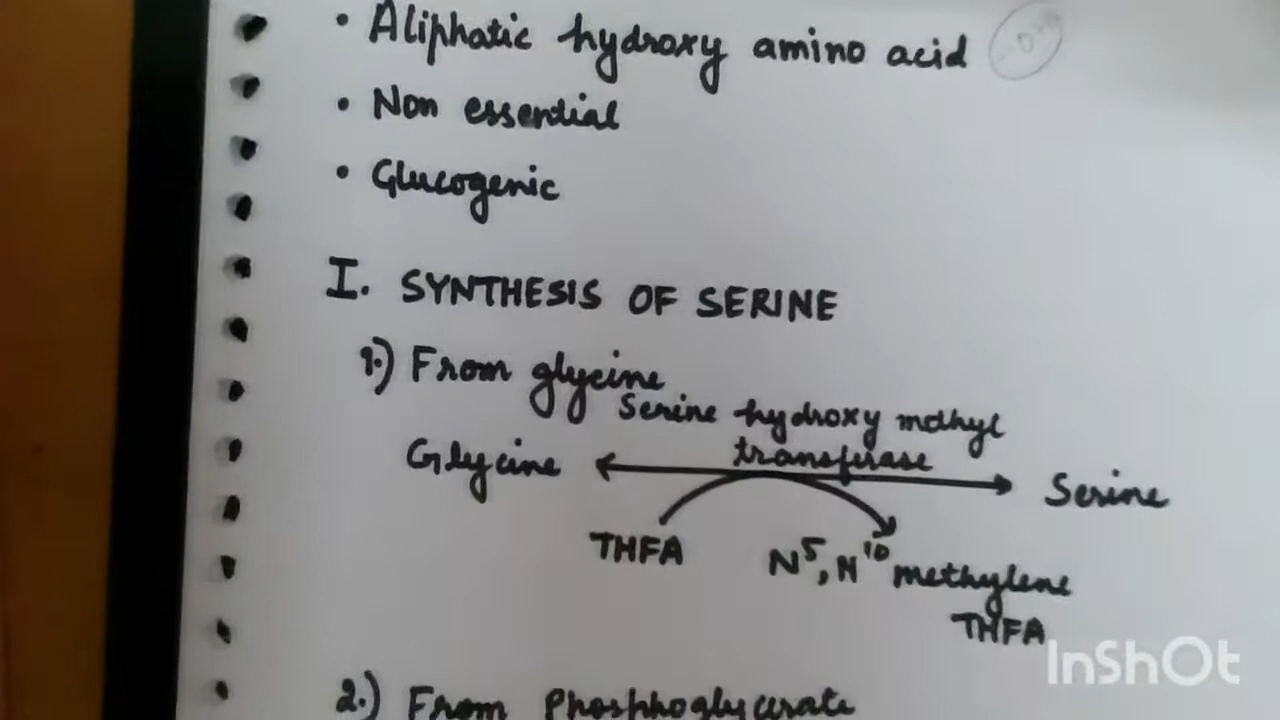 • Aliphatic hydroxy amino acid
• Non essential
• Glucogenic
I. SYNTHESIS OF SERINE
1.) From glycine
Serine hydroxy methyl
transferase
Glycine
Serine
THFA
N⁵, N¹⁰ methylene
THFA
2.) From Phosphoglycerate
InShOt